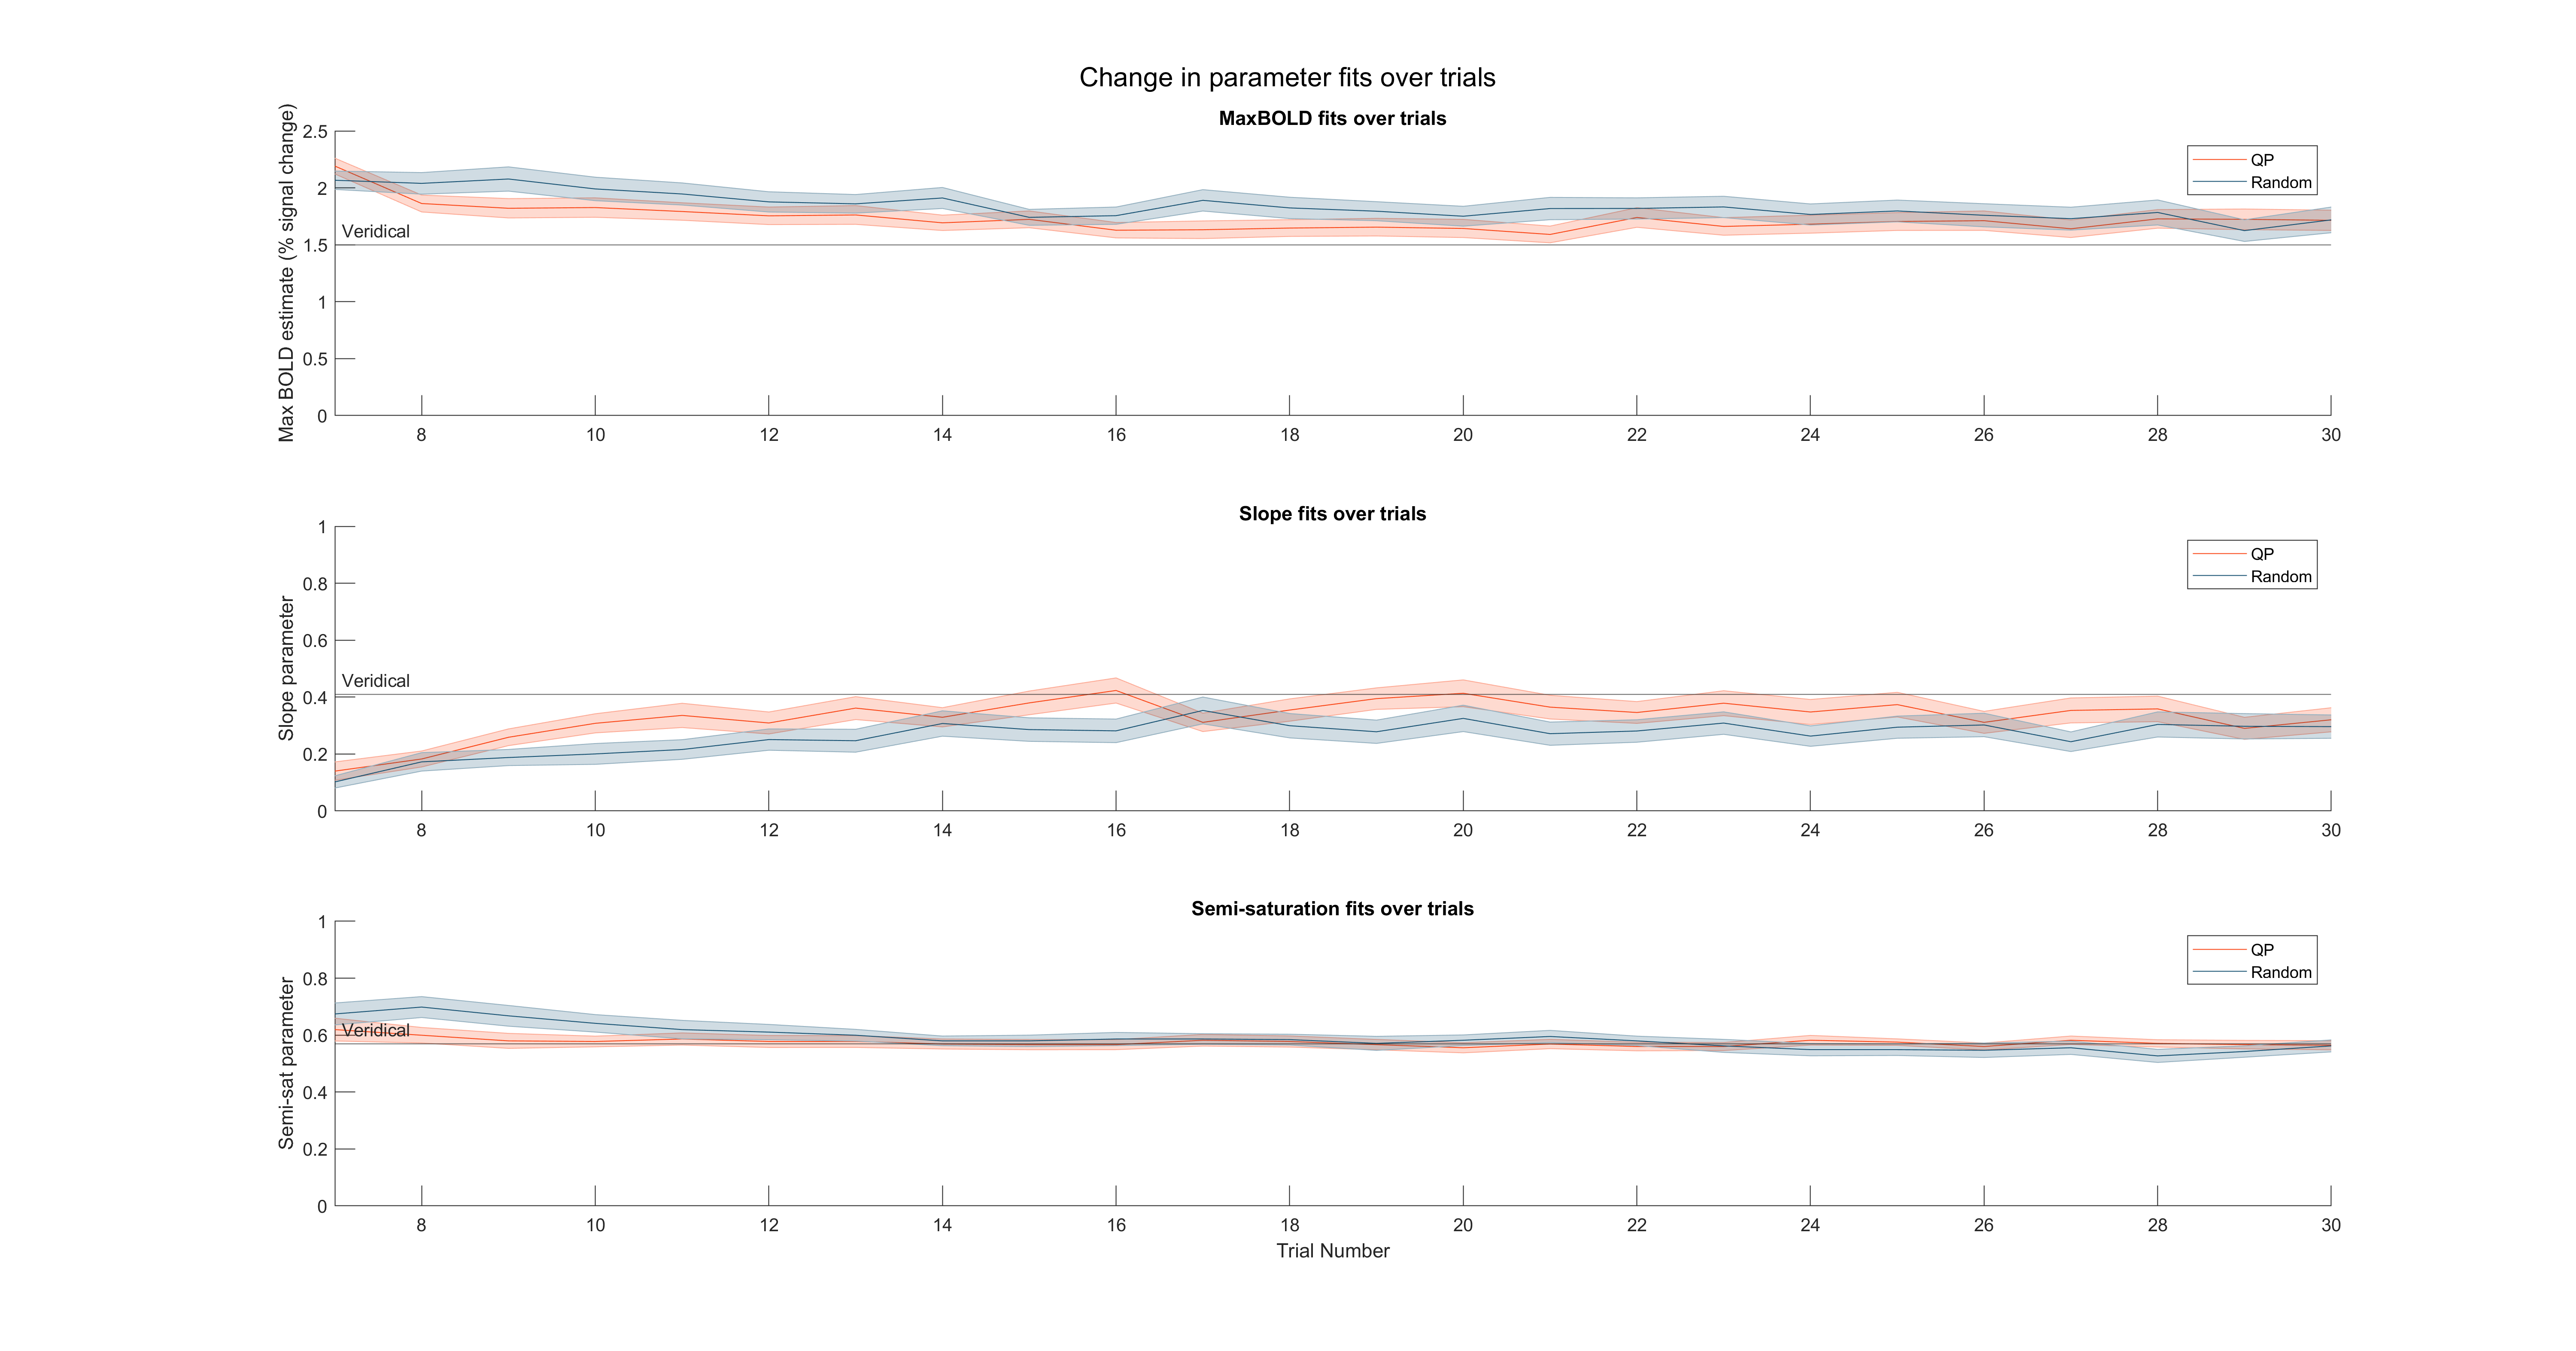 Change in parameter fits over trials
MaxBOLD fits over trials
Max BOLD estimate (% signal change)
2.5
2
1.5
1
0.5
0
Veridical
QP
Random
8 10 12 14 16 18 20 22 24 26 28 30
Slope fits over trials
Slope parameter
1
0.8
0.6
0.4
0.2
0
Veridical
QP
Random
8 10 12 14 16 18 20 22 24 26 28 30
Semi-saturation fits over trials
Semi-sat parameter
1
0.8
0.6
0.4
0.2
0
Veridical
QP
Random
8 10 12 14 16 18 20 22 24 26 28 30
Trial Number